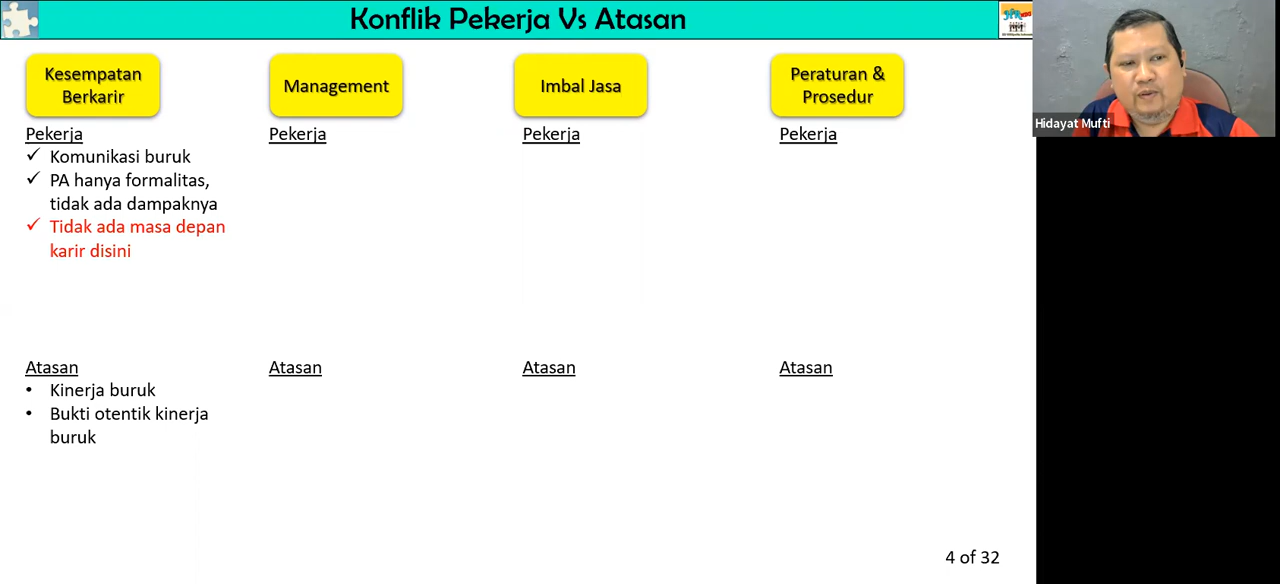 Konflik Pekerja Vs Atasan
Kesempatan
Berkarir
Management
Imbal Jasa
Peraturan &
Prosedur
Hidayat Mufti
Pekerja
✓ Komunikasi buruk
✓ PA hanya formalitas,
tidak ada dampaknya
✓ Tidak ada masa depan
karir disini
Pekerja
Pekerja
Pekerja
Atasan
• Kinerja buruk
• Bukti otentik kinerja
buruk
Atasan
Atasan
Atasan
4 of 32